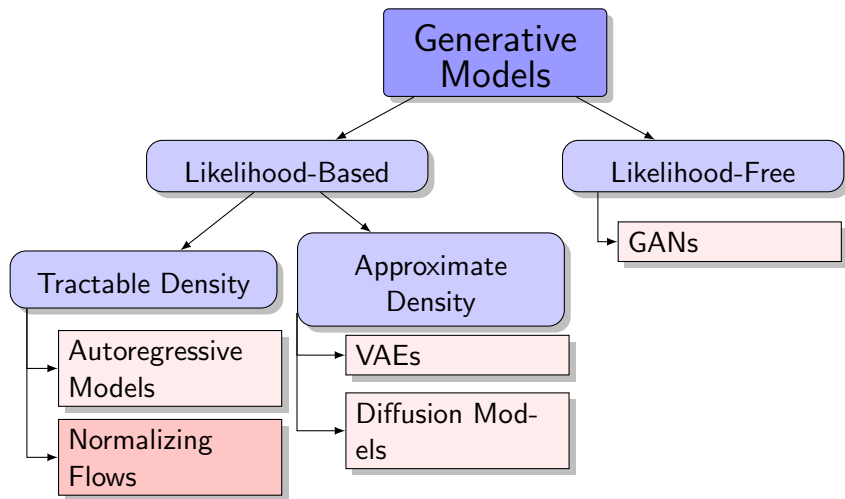 Generative
Models
Likelihood-Based
Likelihood-Free
GANs
Tractable Density
Approximate
Density
Autoregressive
Models
VAEs
Normalizing
Flows
Diffusion Mod-
els